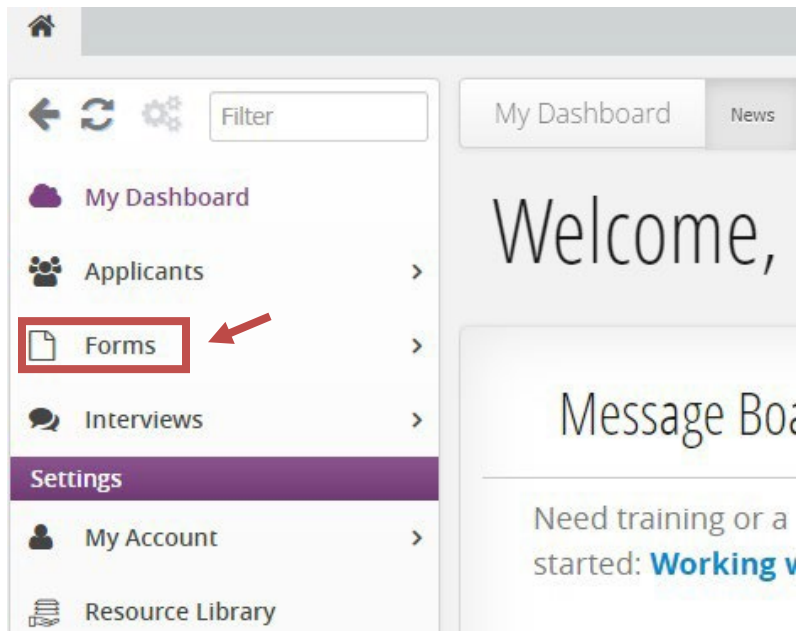 Filter
My Dashboard
Applicants
Forms
Interviews
Settings
My Account
Resource Library
My Dashboard News
Welcome,
Message Boa
Need training or a
started: Working